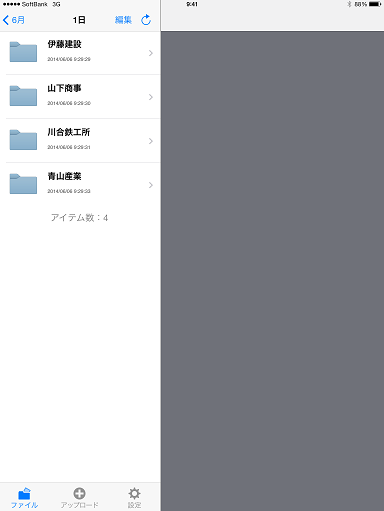 SoftBank 3G 9:41 88%
6月 1日 編集
伊藤建設
2014/06/06 9:29:29
山下商事
2014/06/06 9:29:30
川合鉄工所
2014/06/06 9:29:31
青山産業
2014/06/06 9:29:33
アイテム数：4
ファイル アップロード 設定